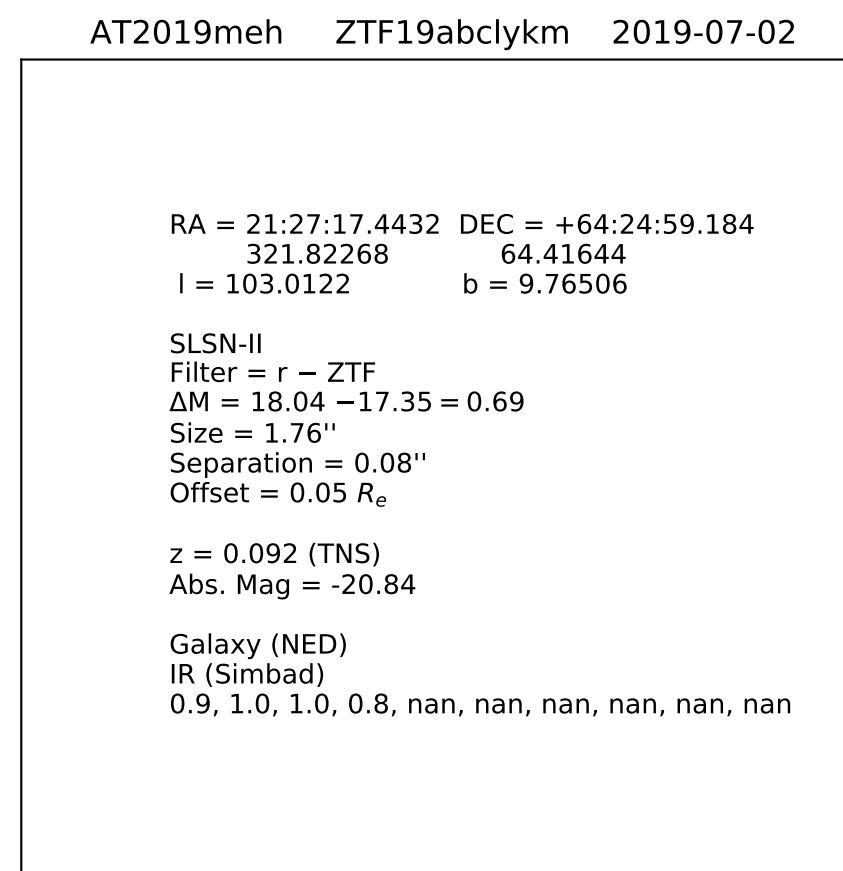 AT2019meh ZTF19abclykm 2019-07-02
RA = 21:27:17.4432 DEC = +64:24:59.184
321.82268 64.41644
l = 103.0122 b = 9.76506
SLSN-II
Filter = r − ZTF
ΔM = 18.04 −17.35 = 0.69
Size = 1.76''
Separation = 0.08''
Offset = 0.05 Re
z = 0.092 (TNS)
Abs. Mag = -20.84
Galaxy (NED)
IR (Simbad)
0.9, 1.0, 1.0, 0.8, nan, nan, nan, nan, nan, nan